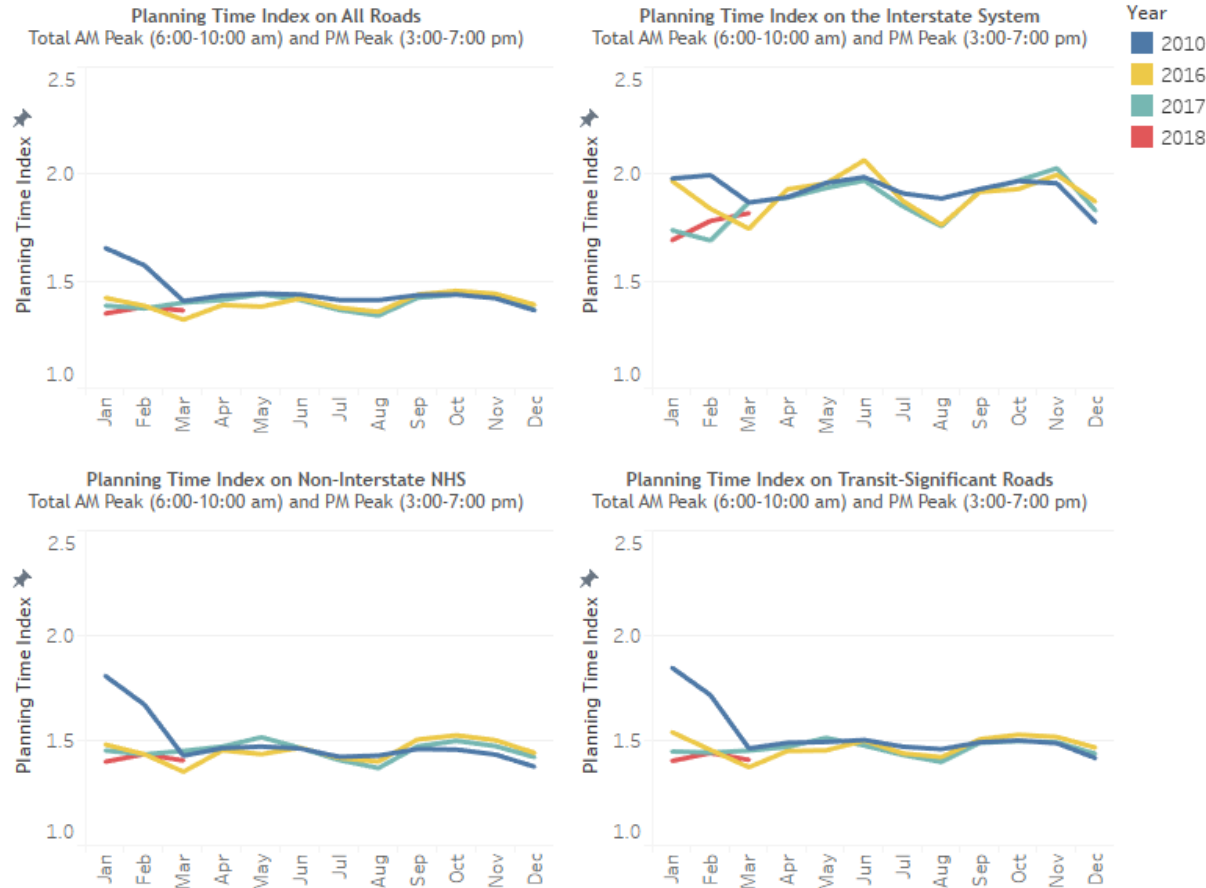 Planning Time Index on All Roads
Total AM Peak (6:00-10:00 am) and PM Peak (3:00-7:00 pm)
2.5
2.0
1.5
1.0
Planning Time Index
Jan
Feb
Mar
Apr
May
Jun
Jul
Aug
Sep
Oct
Nov
Dec
Planning Time Index on the Interstate System
Total AM Peak (6:00-10:00 am) and PM Peak (3:00-7:00 pm)
2.5
2.0
1.5
1.0
Planning Time Index
Jan
Feb
Mar
Apr
May
Jun
Jul
Aug
Sep
Oct
Nov
Dec
Year
2010
2016
2017
2018
Planning Time Index on Non-Interstate NHS
Total AM Peak (6:00-10:00 am) and PM Peak (3:00-7:00 pm)
2.5
2.0
1.5
1.0
Planning Time Index
Jan
Feb
Mar
Apr
May
Jun
Jul
Aug
Sep
Oct
Nov
Dec
Planning Time Index on Transit-Significant Roads
Total AM Peak (6:00-10:00 am) and PM Peak (3:00-7:00 pm)
2.5
2.0
1.5
1.0
Planning Time Index
Jan
Feb
Mar
Apr
May
Jun
Jul
Aug
Sep
Oct
Nov
Dec